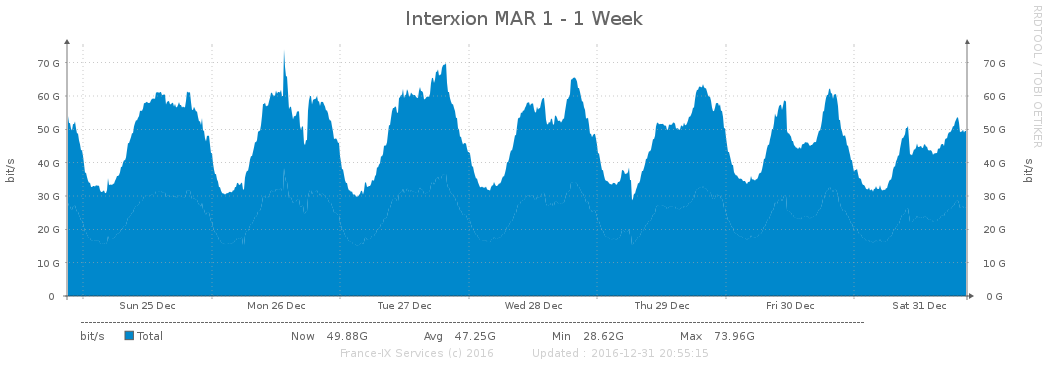 Interxion MAR 1 - 1 Week
RRDTOOL / TOBI OETIKER
bit/s
70 G 70 G
60 G 60 G
50 G 50 G
40 G 40 G
30 G 30 G
20 G 20 G
10 G 10 G
0 0 G
bit/s
Sun 25 Dec Mon 26 Dec Tue 27 Dec Wed 28 Dec Thu 29 Dec Fri 30 Dec Sat 31 Dec
bit/s Total Now 49.88G Avg 47.25G Min 28.62G Max 73.96G
France-IX Services (c) 2016 Updated : 2016-12-31 20:55:15